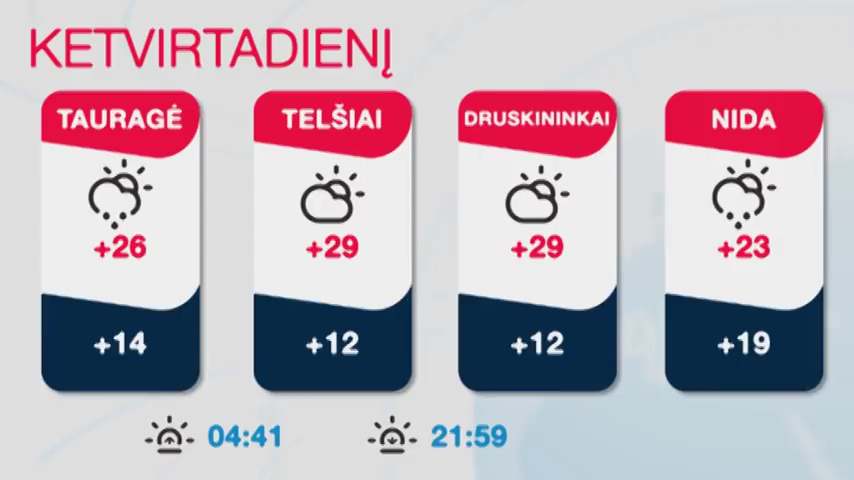 KETVIRTADIENĮ
TAURAGĖ
+26
+14
TELŠIAI
+29
+12
DRUSKININKAI
+29
+12
NIDA
+23
+19
04:41
21:59